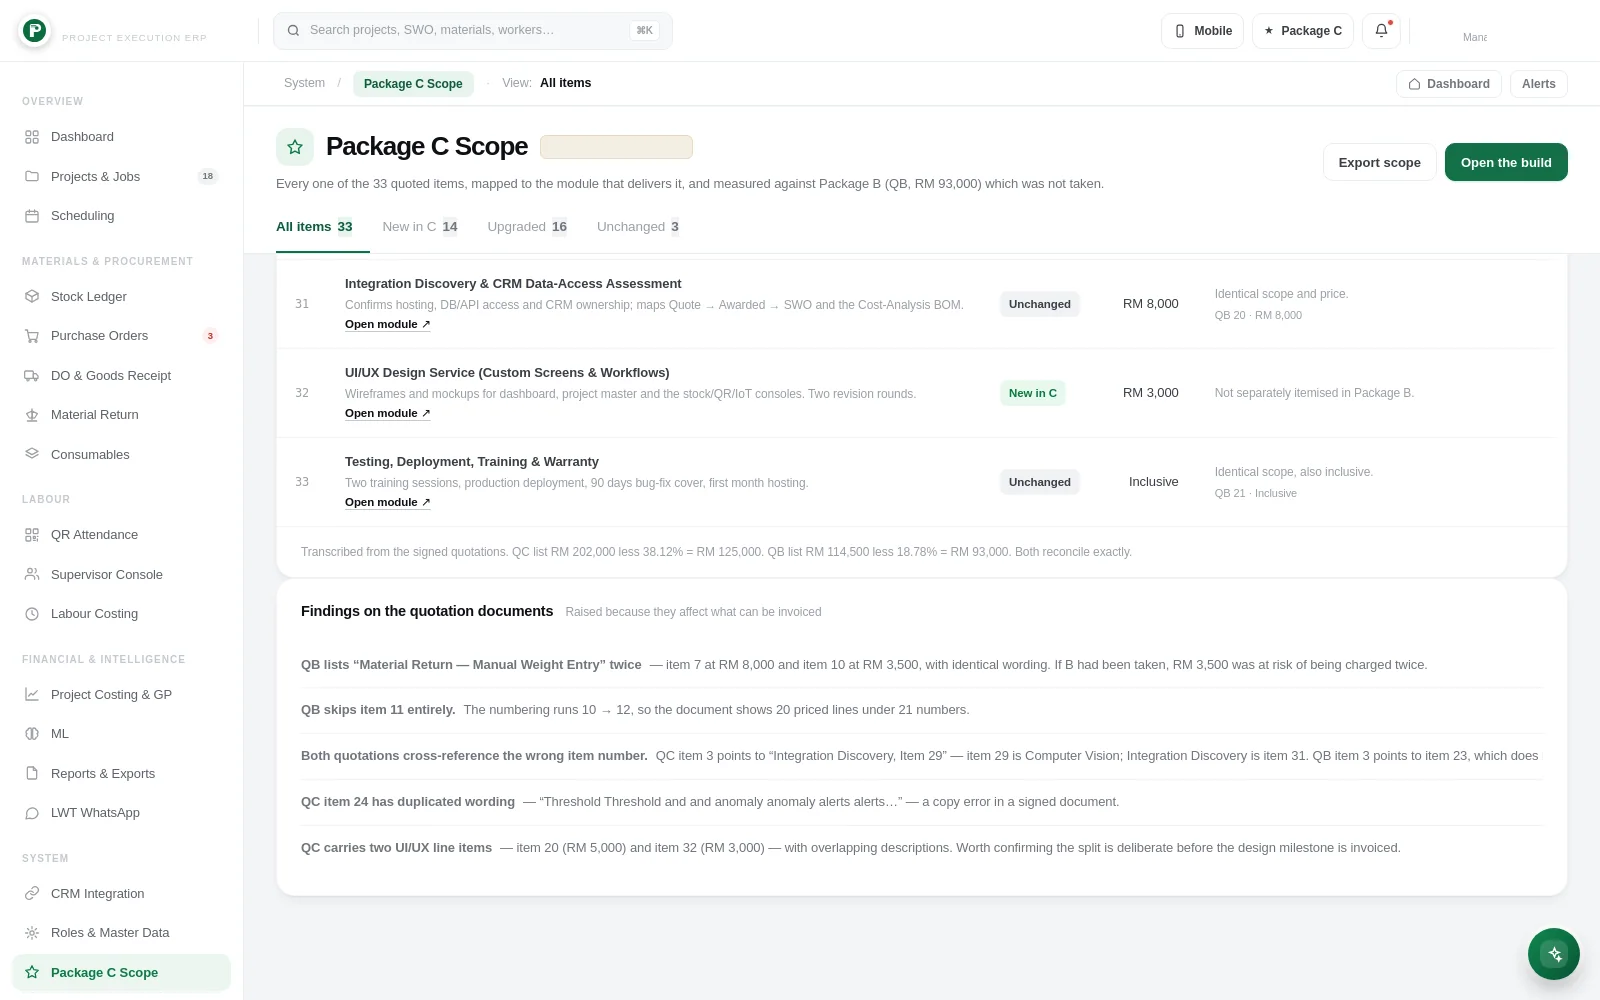 PROJECT EXECUTION ERP
Search projects, SWO, materials, workers…
⌘K
Mobile
Package C
OVERVIEW
Dashboard
Projects & Jobs 18
Scheduling
MATERIALS & PROCUREMENT
Stock Ledger
Purchase Orders 3
DO & Goods Receipt
Material Return
Consumables
LABOUR
QR Attendance
Supervisor Console
Labour Costing
FINANCIAL & INTELLIGENCE
Project Costing & GP
ML
Reports & Exports
LWT WhatsApp
SYSTEM
CRM Integration
Roles & Master Data
Package C Scope
System / Package C Scope · View: All items
Dashboard
Alerts
Package C Scope
Every one of the 33 quoted items, mapped to the module that delivers it, and measured against Package B (QB, RM 93,000) which was not taken.
Export scope
Open the build
All items 33 New in C 14 Upgraded 16 Unchanged 3
31
Integration Discovery & CRM Data-Access Assessment
Confirms hosting, DB/API access and CRM ownership; maps Quote → Awarded → SWO and the Cost-Analysis BOM.
Open module ↗
Unchanged
RM 8,000
Identical scope and price.
QB 20 · RM 8,000
32
UI/UX Design Service (Custom Screens & Workflows)
Wireframes and mockups for dashboard, project master and the stock/QR/IoT consoles. Two revision rounds.
Open module ↗
New in C
RM 3,000
Not separately itemised in Package B.
33
Testing, Deployment, Training & Warranty
Two training sessions, production deployment, 90 days bug-fix cover, first month hosting.
Open module ↗
Unchanged
Inclusive
Identical scope, also inclusive.
QB 21 · Inclusive
Transcribed from the signed quotations. QC list RM 202,000 less 38.12% = RM 125,000. QB list RM 114,500 less 18.78% = RM 93,000. Both reconcile exactly.
Findings on the quotation documents Raised because they affect what can be invoiced
QB lists “Material Return — Manual Weight Entry” twice — item 7 at RM 8,000 and item 10 at RM 3,500, with identical wording. If B had been taken, RM 3,500 was at risk of being charged twice.
QB skips item 11 entirely. The numbering runs 10 → 12, so the document shows 20 priced lines under 21 numbers.
Both quotations cross-reference the wrong item number. QC item 3 points to “Integration Discovery, Item 29” — item 29 is Computer Vision; Integration Discovery is item 31. QB item 3 points to item 23, which does
QC item 24 has duplicated wording — “Threshold Threshold and and anomaly anomaly alerts alerts…” — a copy error in a signed document.
QC carries two UI/UX line items — item 20 (RM 5,000) and item 32 (RM 3,000) — with overlapping descriptions. Worth confirming the split is deliberate before the design milestone is invoiced.